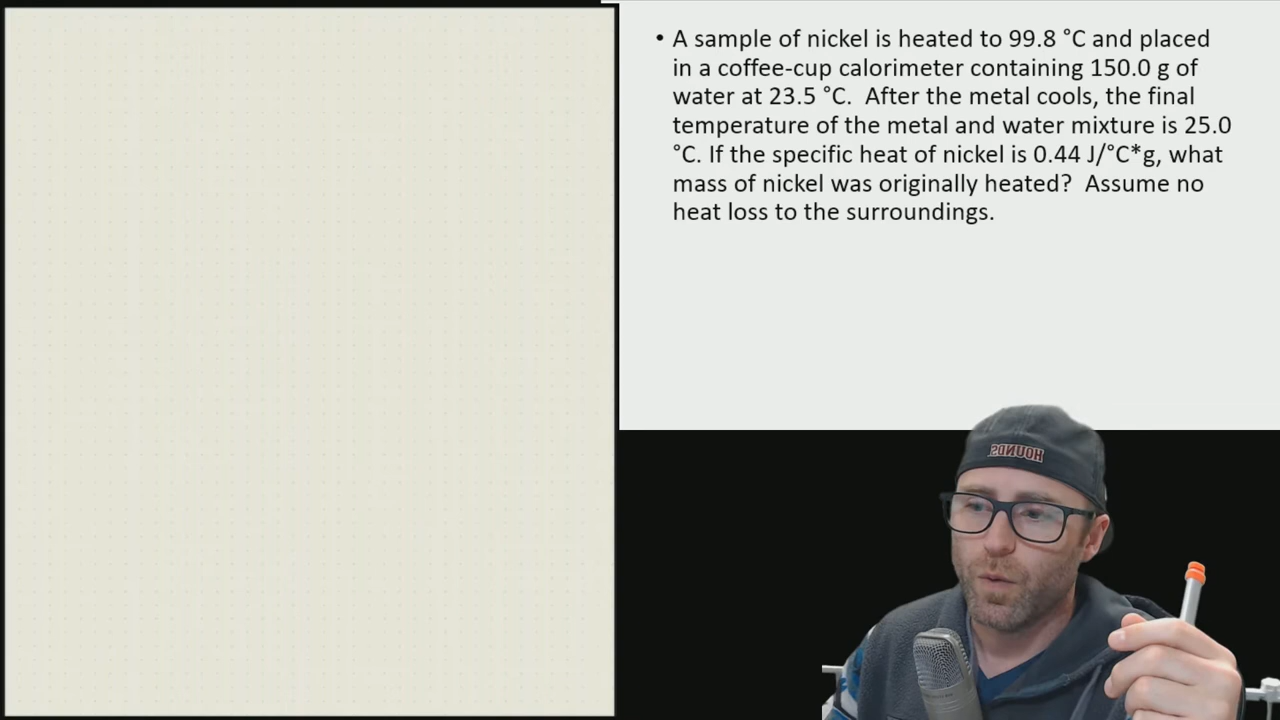 • A sample of nickel is heated to 99.8 °C and placed
in a coffee-cup calorimeter containing 150.0 g of
water at 23.5 °C.  After the metal cools, the final
temperature of the metal and water mixture is 25.0
°C. If the specific heat of nickel is 0.44 J/°C*g, what
mass of nickel was originally heated?  Assume no
heat loss to the surroundings.
HOUNDS